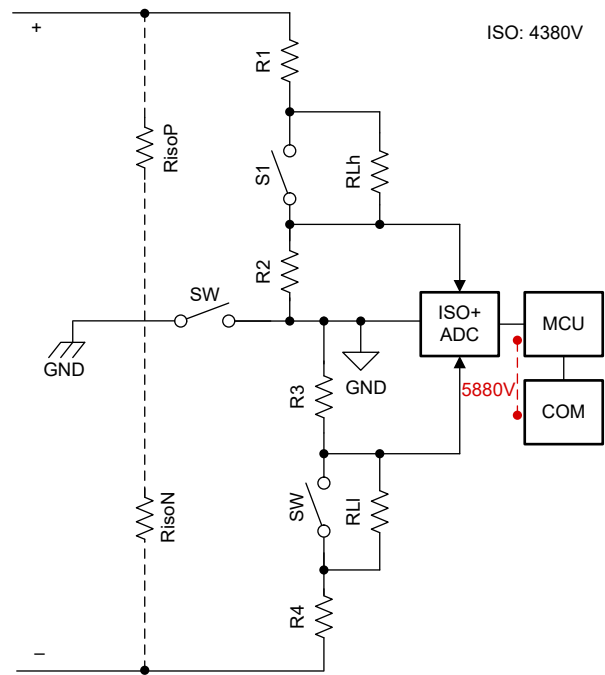 +
ISO: 4380V
R1
RisoP
S1
RLh
R2
SW
ISO+
ADC
MCU
GND
GND
5880V
COM
R3
SW
RLl
RisoN
R4
–